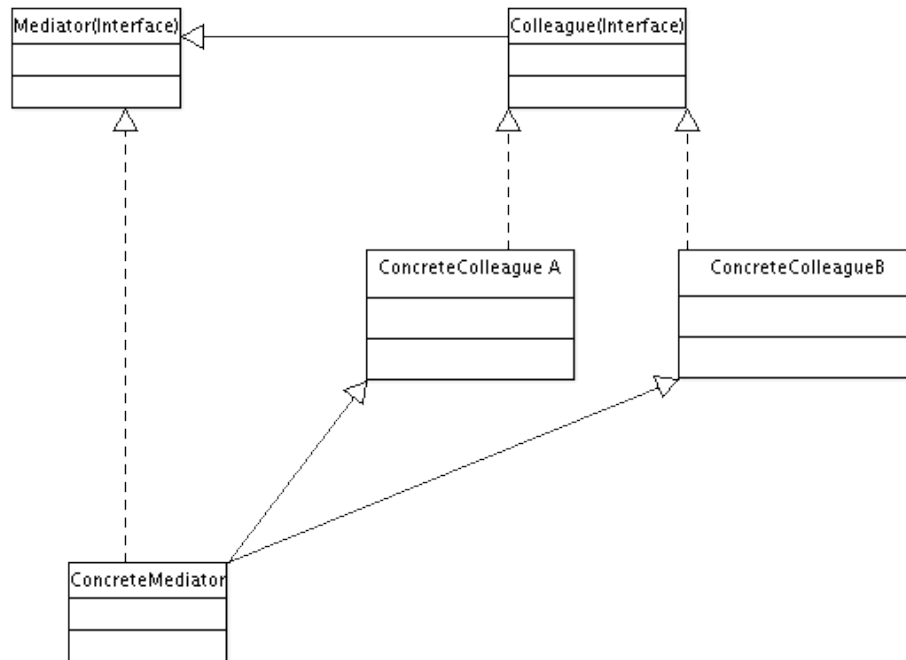 Mediator(Interface)
Colleague(Interface)
ConcreteColleague A
ConcreteColleagueB
ConcreteMediator